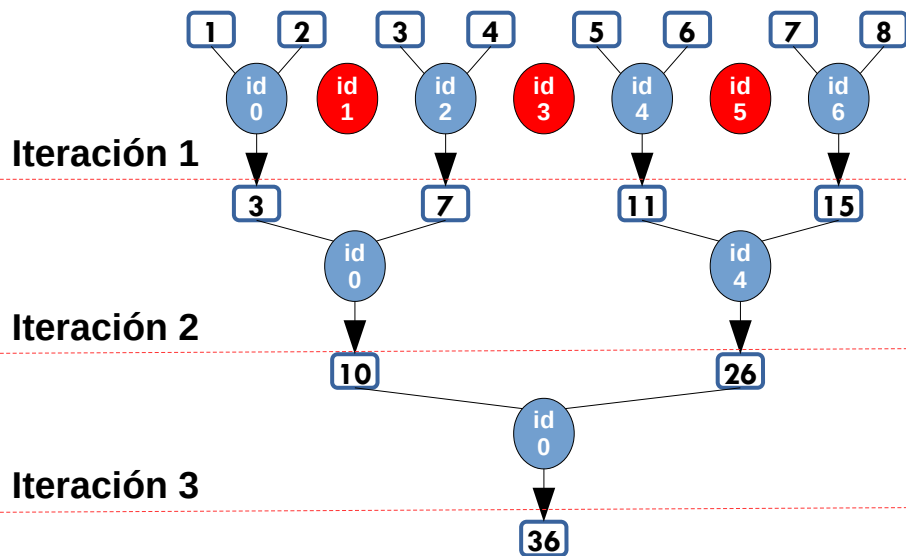 1 2 3 4 5 6 7 8
id 0 id 1 id 2 id 3 id 4 id 5 id 6
Iteración 1
3 7 11 15
id 0 id 4
Iteración 2
10 26
id 0
Iteración 3
36